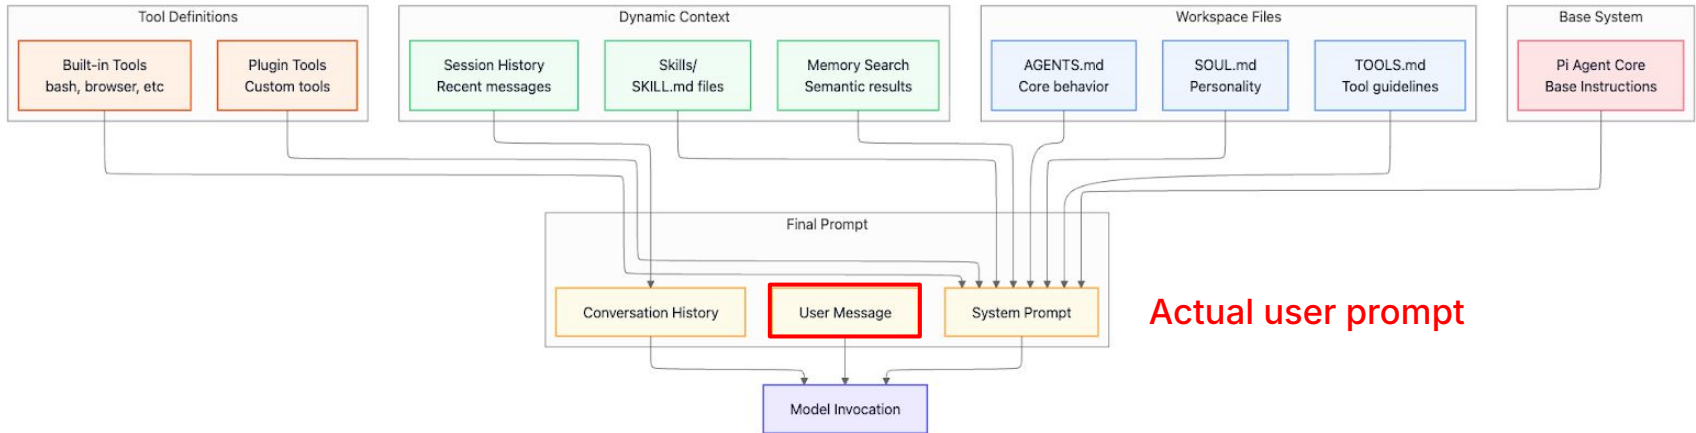 Tool Definitions
Dynamic Context
Workspace Files
Base System
Built-in Tools
bash, browser, etc
Plugin Tools
Custom tools
Session History
Recent messages
Skills/
SKILL.md files
Memory Search
Semantic results
AGENTS.md
Core behavior
SOUL.md
Personality
TOOLS.md
Tool guidelines
Pi Agent Core
Base Instructions
Final Prompt
Conversation History
User Message
System Prompt
Actual user prompt
Model Invocation